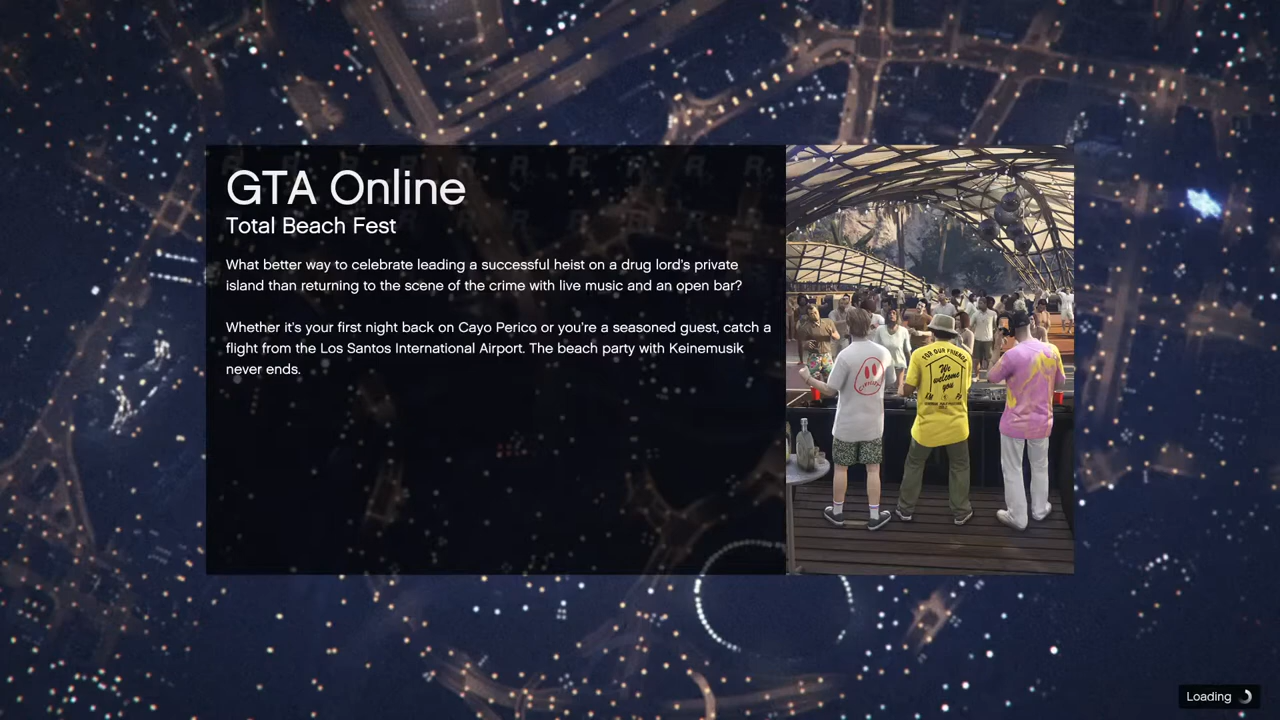 GTA Online
Total Beach Fest
What better way to celebrate leading a successful heist on a drug lord's private
island than returning to the scene of the crime with live music and an open bar?
Whether it's your first night back on Cayo Perico or you're a seasoned guest, catch a
flight from the Los Santos International Airport. The beach party with Keinemusik
never ends.
FOR OUR FRIENDS
We
welcome
you
KM
Loading